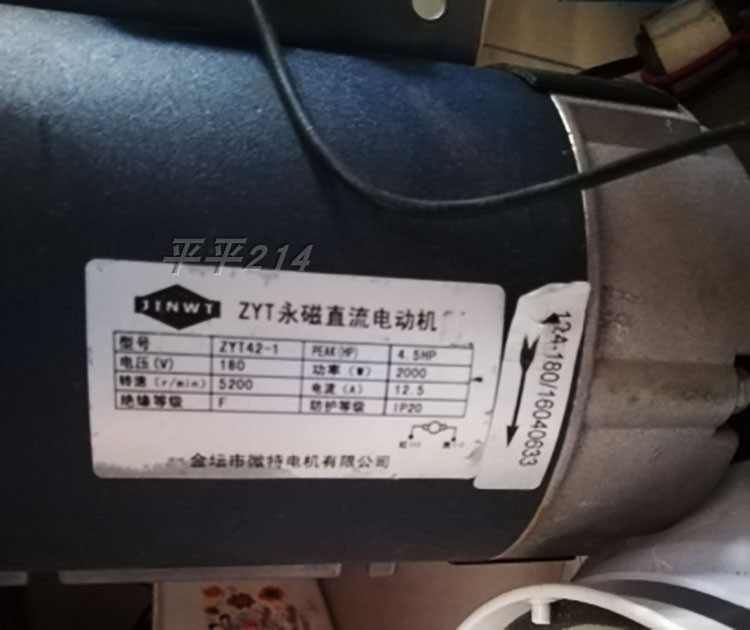 平平214
JINWT ZYT永磁直流电动机
型号 ZYT42-1 PEAK(HP) 4.5HP
电压(V) 180 功率(W) 2000
转速(r/min) 5200 电流(A) 12.5
绝缘等级 F 防护等级 IP20
红(+) 黑(-)
金坛市微特电机有限公司
124-180/16040633